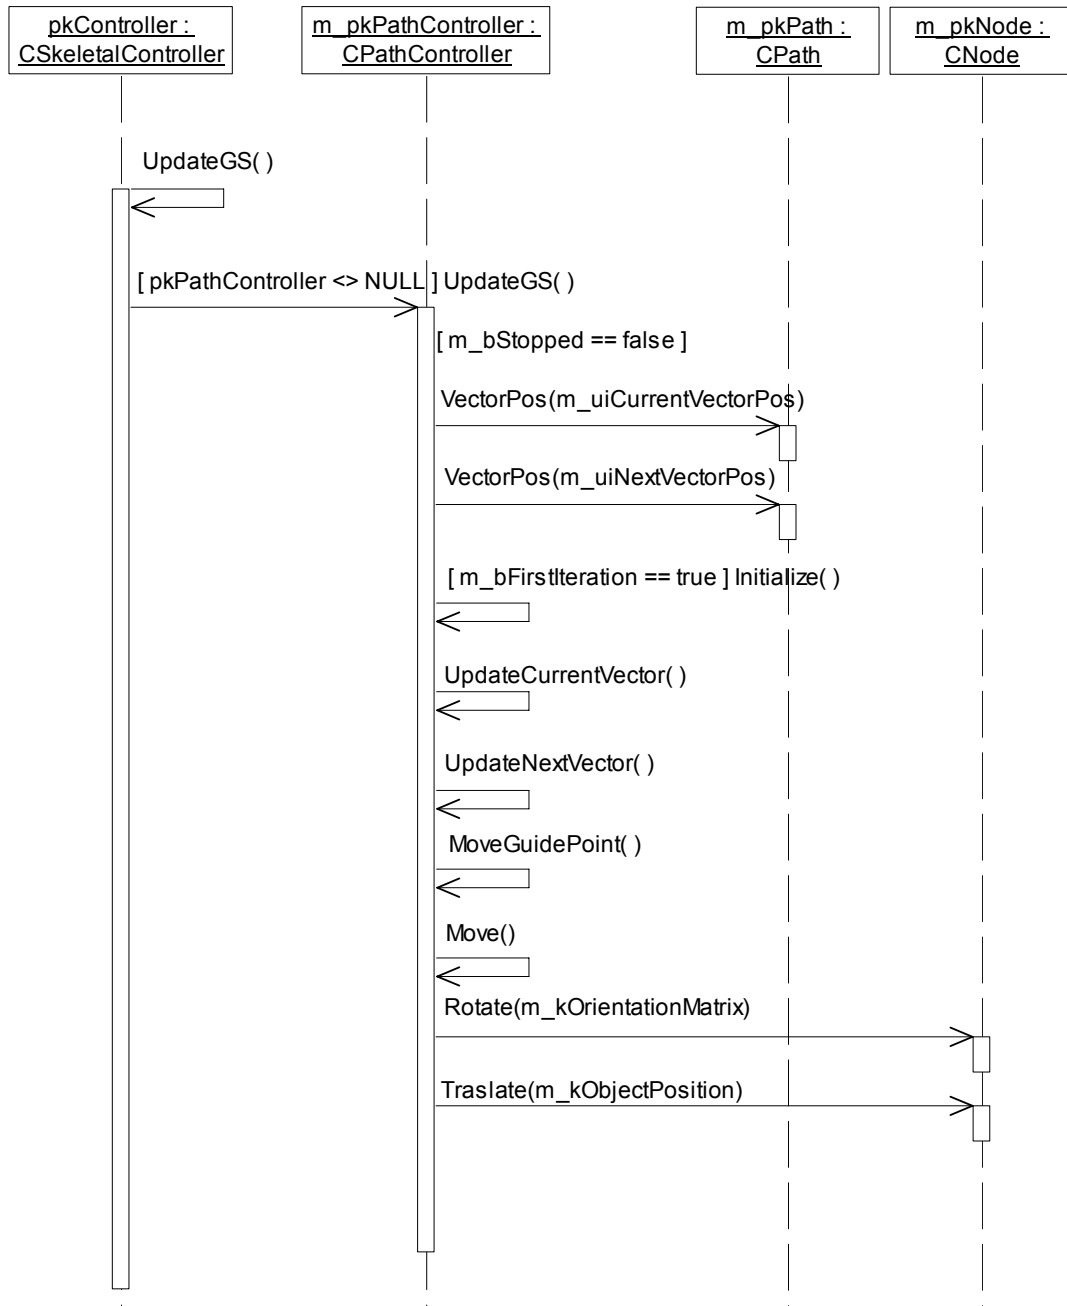 pkController :
CSkeletalController
m_pkPathController :
CPathController
m_pkPath :
CPath
m_pkNode :
CNode
UpdateGS( )
[ pkPathController <> NULL ] UpdateGS( )
[ m_bStopped == false ]
VectorPos(m_uiCurrentVectorPos)
VectorPos(m_uiNextVectorPos)
[ m_bFirstIteration == true ] Initialize( )
UpdateCurrentVector( )
UpdateNextVector( )
MoveGuidePoint( )
Move()
Rotate(m_kOrientationMatrix)
Traslate(m_kObjectPosition)